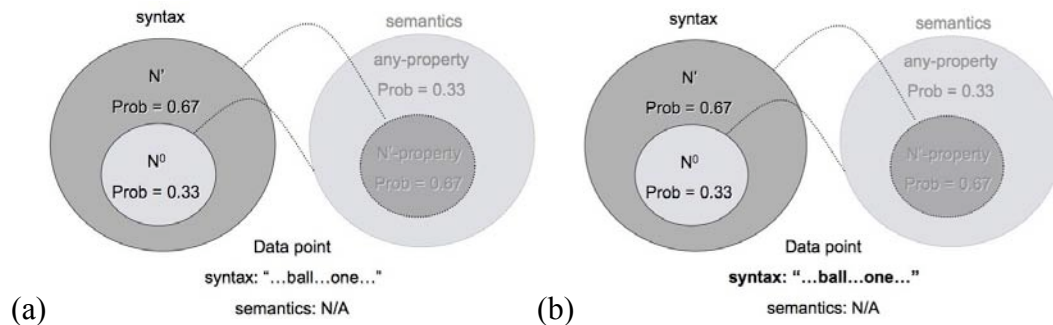 syntax
semantics
N'
Prob = 0.67
N⁰
Prob = 0.33
any-property
Prob = 0.33
N'-property
Prob = 0.67
Data point
syntax: “...ball...one...”
semantics: N/A
(a)
syntax
semantics
N'
Prob = 0.67
N⁰
Prob = 0.33
any-property
Prob = 0.33
N'-property
Prob = 0.67
Data point
syntax: “...ball...one...”
semantics: N/A
(b)